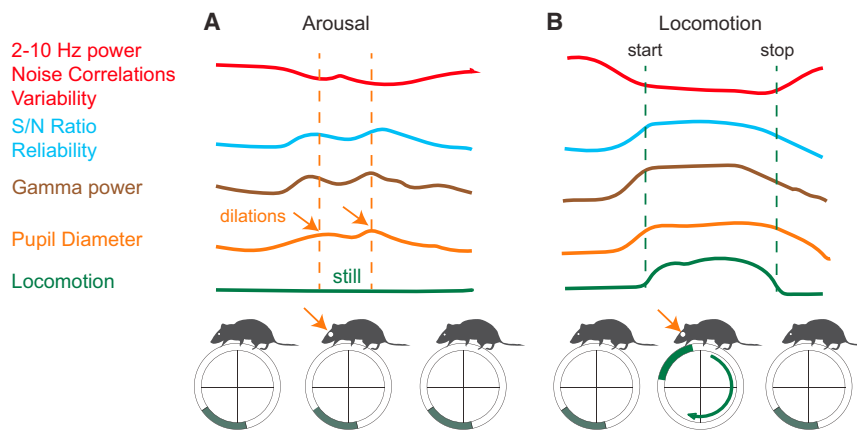 A
Arousal
B
Locomotion
start
stop
2-10 Hz power
Noise Correlations
Variability
S/N Ratio
Reliability
Gamma power
dilations
Pupil Diameter
Locomotion
still